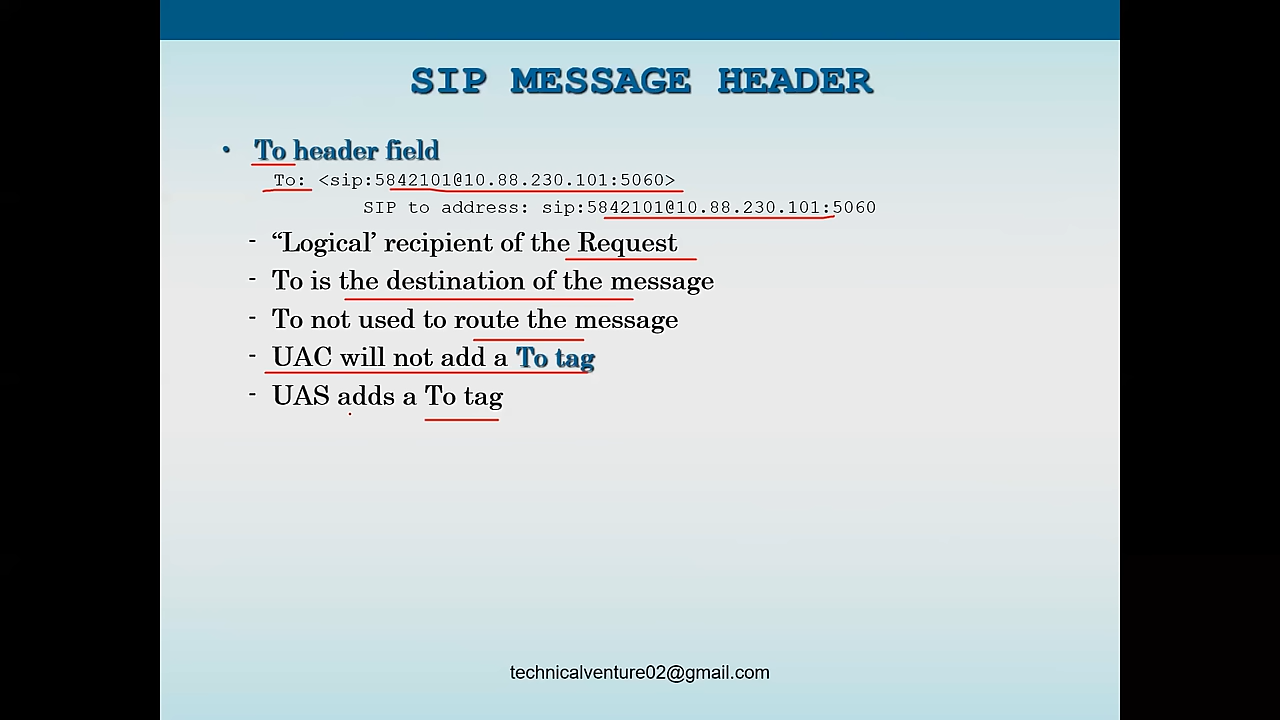 SIP MESSAGE HEADER
• To header field
To: <sip:5842101@10.88.230.101:5060>
SIP to address: sip:5842101@10.88.230.101:5060
- “Logical’ recipient of the Request
- To is the destination of the message
- To not used to route the message
- UAC will not add a To tag
- UAS adds a To tag
technicalventure02@gmail.com